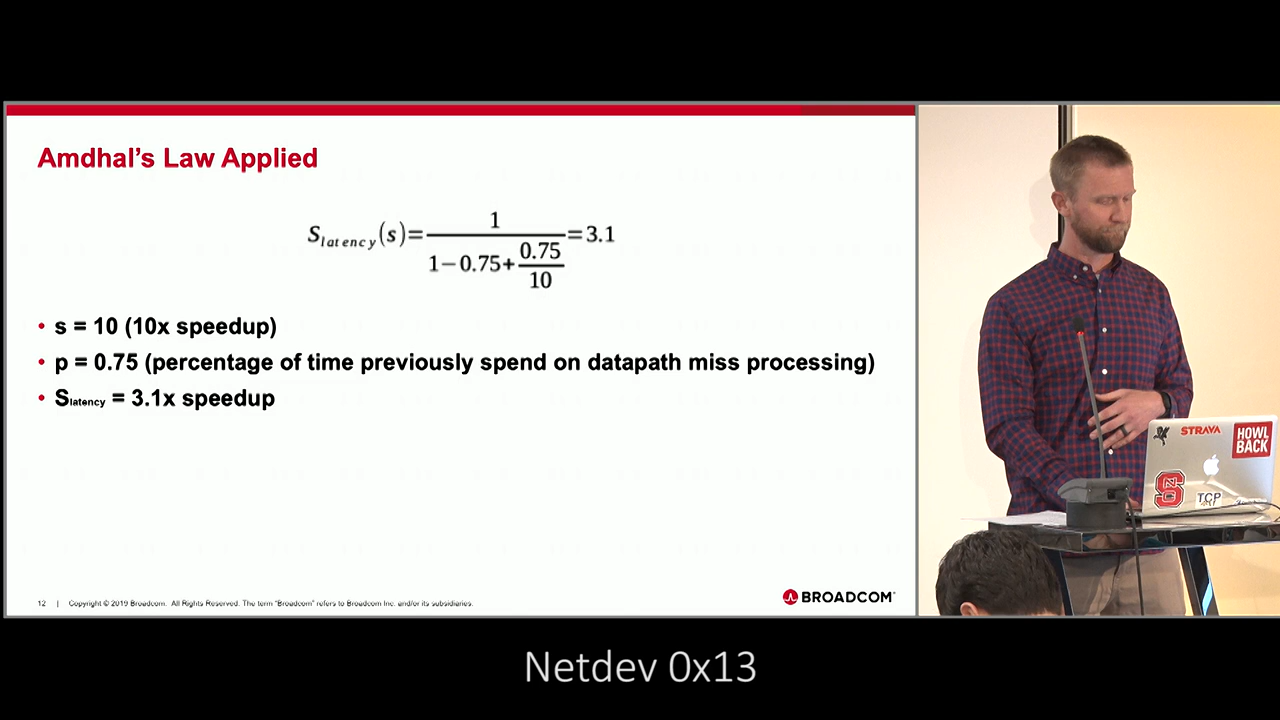 Amdhal's Law Applied
S_latency(s)=1/(1−0.75+0.75/10)=3.1
• s = 10 (10x speedup)
• p = 0.75 (percentage of time previously spend on datapath miss processing)
• Slatency = 3.1x speedup
12 | Copyright © 2019 Broadcom. All Rights Reserved. The term "Broadcom" refers to Broadcom Inc. and/or its subsidiaries.
BROADCOM
STRAVA
HOWL
BACK
NC
S
TCP
Netdev 0x13